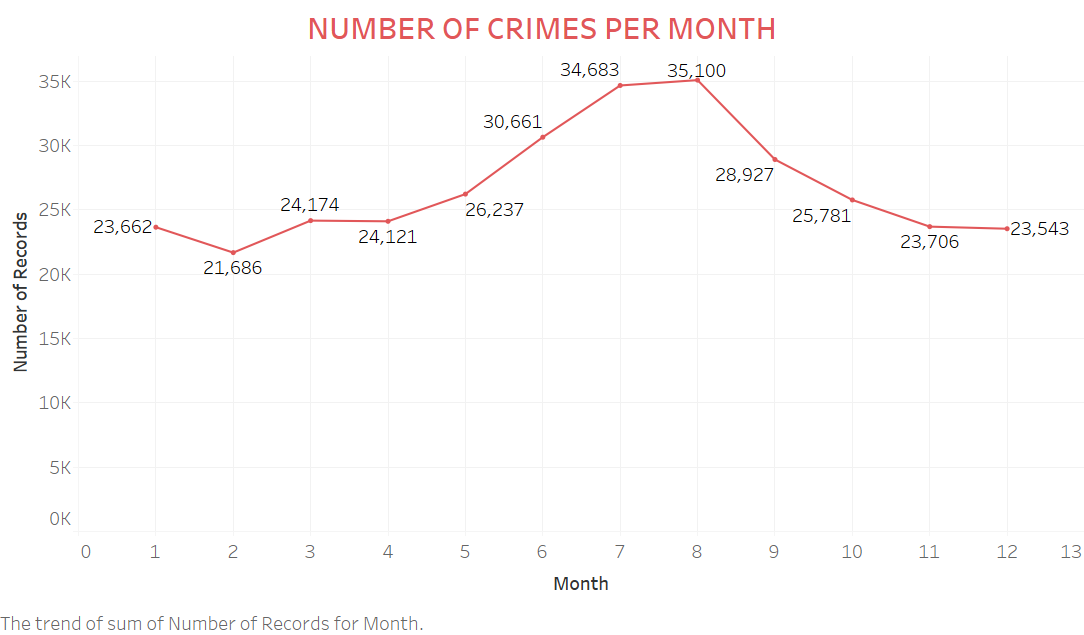 NUMBER OF CRIMES PER MONTH
34,683
35,100
35K
30,661
30K
28,927
24,174
25K
26,237
25,781
23,662
24,121
23,706
23,543
21,686
20K
Number of Records
15K
10K
5K
0K
0 1 2 3 4 5 6 7 8 9 10 11 12 13
Month
The trend of sum of Number of Records for Month.